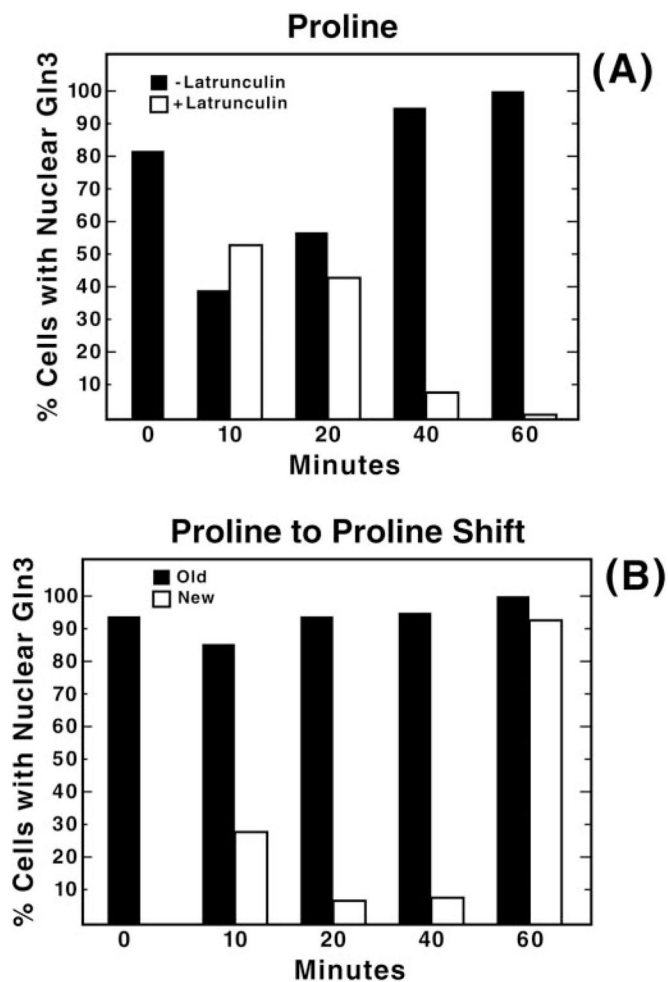 Proline
(A)
-Latrunculin
+Latrunculin
% Cells with Nuclear Gln3
100
90
80
70
60
50
40
30
20
10
0 10 20 40 60
Minutes
Proline to Proline Shift
(B)
Old
New
% Cells with Nuclear Gln3
100
90
80
70
60
50
40
30
20
10
0 10 20 40 60
Minutes